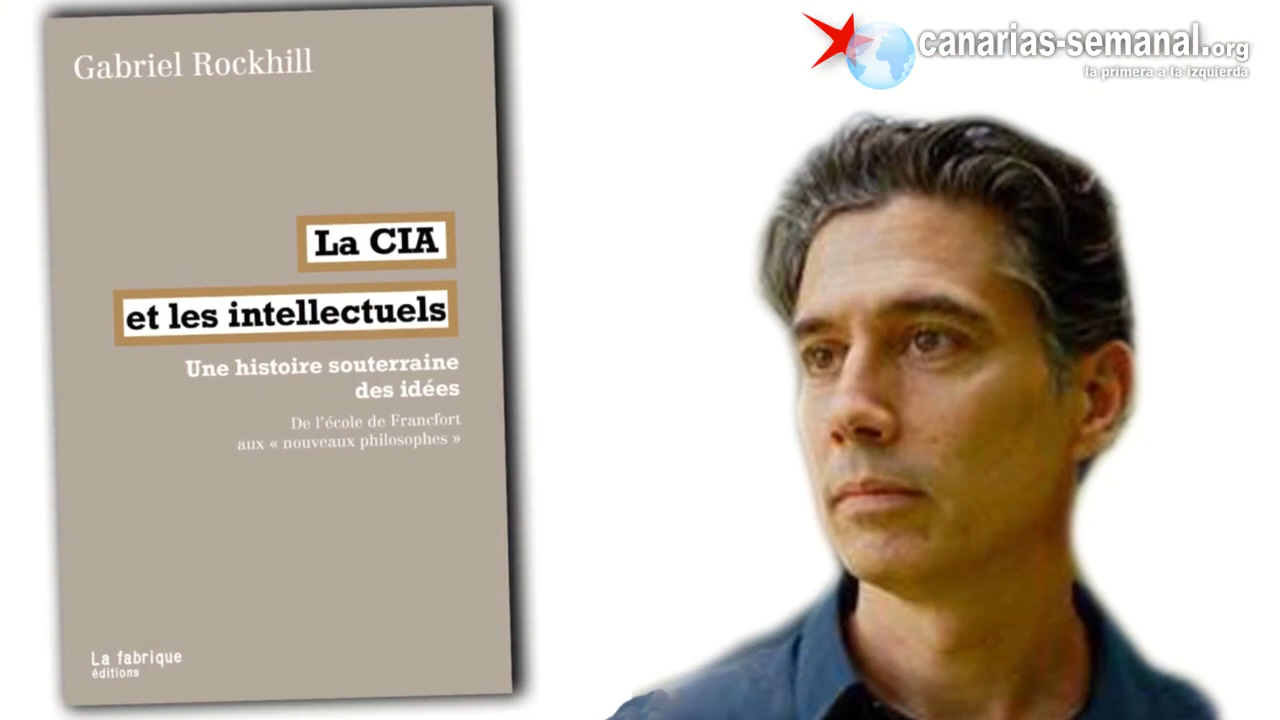 Gabriel Rockhill
La CIA
et les intellectuels
Une histoire souterraine
des idées
De l'école de Francfort
aux « nouveaux philosophes »
La fabrique
éditions
canarias-semanal.org
la primera a la izquierda